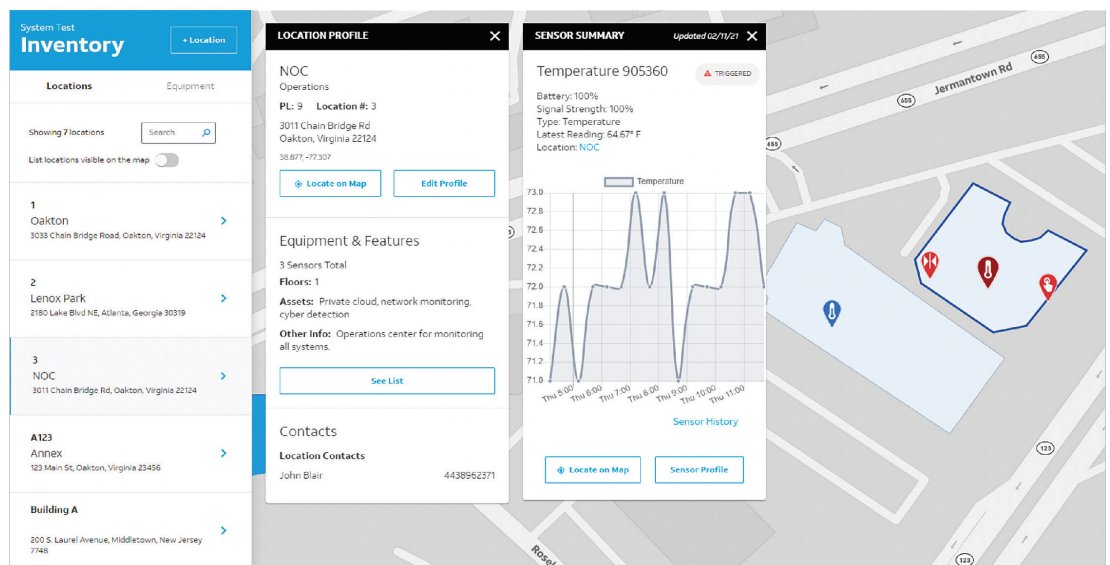 System Test
Inventory
+ Location
Locations
Equipment
Showing 7 locations
Search
List locations visible on the map
1
Oakton
3033 Chain Bridge Road, Oakton, Virginia 22124
2
Lenox Park
2180 Lake Blvd NE, Atlanta, Georgia 30319
3
NOC
3011 Chain Bridge Rd, Oakton, Virginia 22124
A123
Annex
123 Main St, Oakton, Virginia 23456
Building A
200 S. Laurel Avenue, Middletown, New Jersey
7748
LOCATION PROFILE
NOC
Operations
PL: 9 Location #: 3
3011 Chain Bridge Rd
Oakton, Virginia 22124
38.877, -77.307
Locate on Map
Edit Profile
Equipment & Features
3 Sensors Total
Floors: 1
Assets: Private cloud, network monitoring,
cyber detection
Other Info: Operations center for monitoring
all systems.
See List
Contacts
Location Contacts
John Blair 4438962371
SENSOR SUMMARY Updated 02/11/21
Temperature 905360
TRIGGERED
Battery: 100%
Signal Strength: 100%
Type: Temperature
Latest Reading: 64.67° F
Location: NOC
Temperature
73.0
72.8
72.6
72.4
72.2
72.0
71.8
71.6
71.4
71.2
71.0
Thu 5:00
Thu 6:00
Thu 7:00
Thu 8:00
Thu 9:00
Thu 10:00
Thu 11:00
Sensor History
Locate on Map
Sensor Profile
Jermantown Rd
655
655
655
123
123